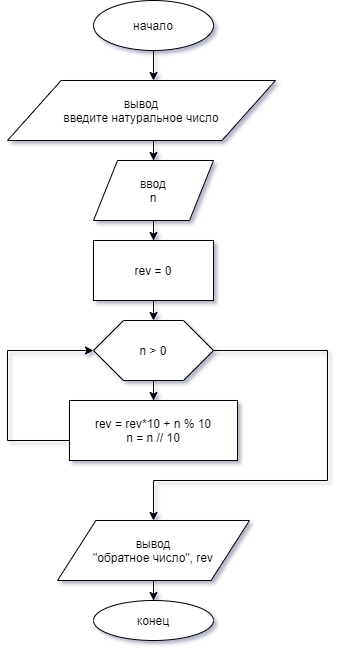 начало
вывод
введите натуральное число
ввод
n
rev = 0
n > 0
rev = rev*10 + n % 10
n = n // 10
вывод
"обратное число", rev
конец